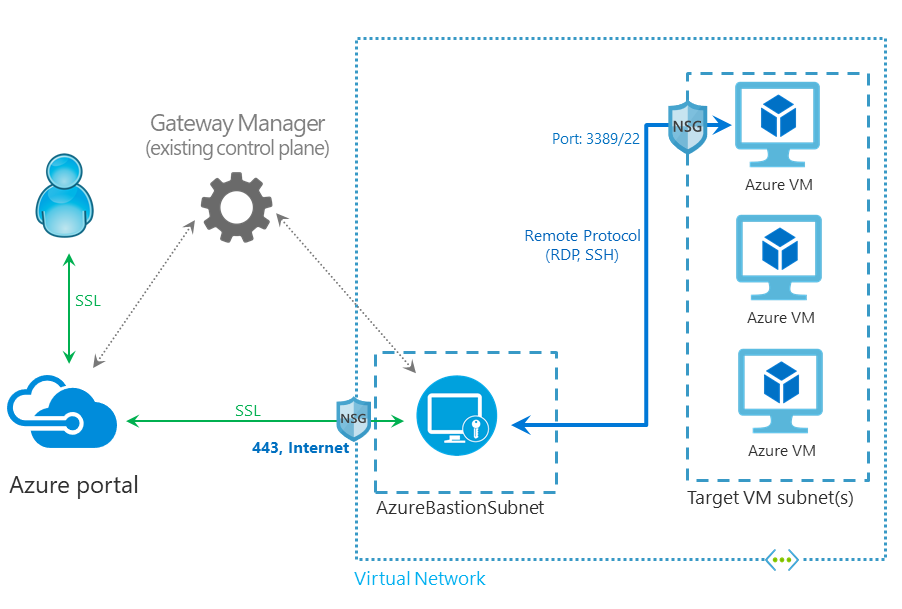 Gateway Manager
(existing control plane)
NSG
Port: 3389/22
Azure VM
Remote Protocol
(RDP, SSH)
SSL
Azure VM
SSL
NSG
443, Internet
Azure VM
Azure portal
AzureBastionSubnet
Target VM subnet(s)
Virtual Network